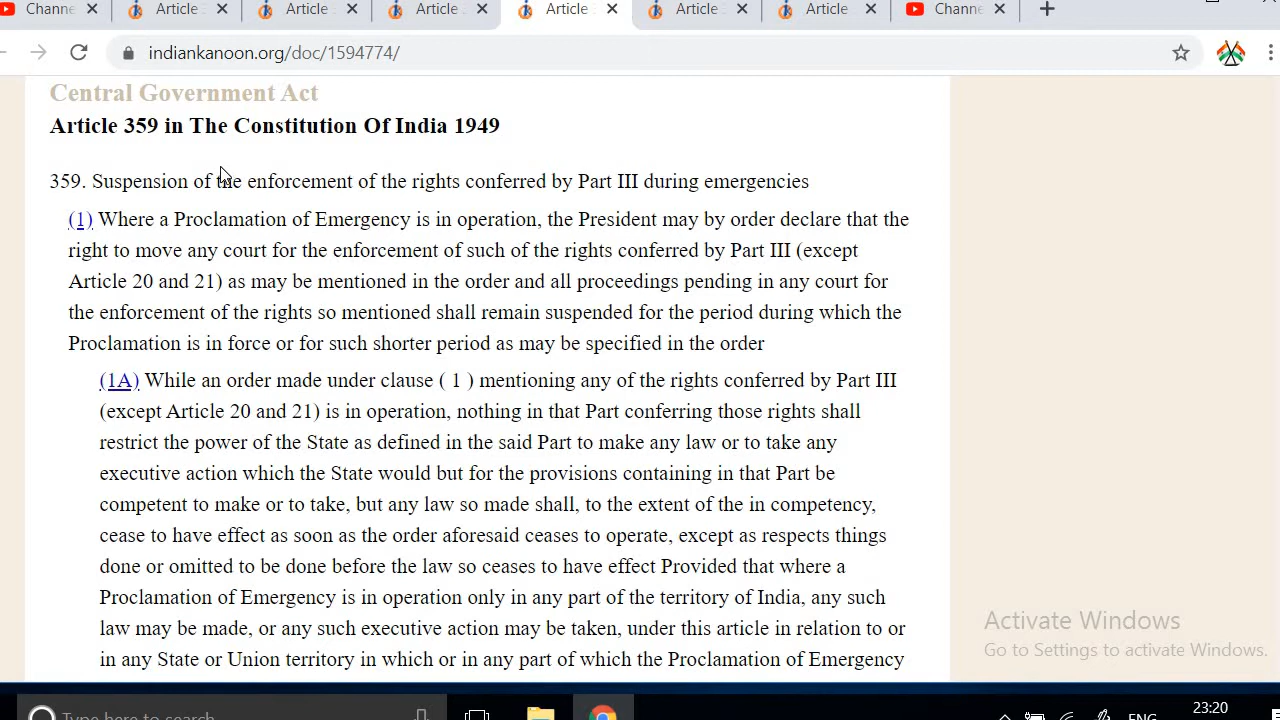 Channe
Article
Article
Article
Article
Article
Article
Channe
indiankanoon.org/doc/1594774/
Central Government Act
Article 359 in The Constitution Of India 1949
359. Suspension of the enforcement of the rights conferred by Part III during emergencies
(1) Where a Proclamation of Emergency is in operation, the President may by order declare that the
right to move any court for the enforcement of such of the rights conferred by Part III (except
Article 20 and 21) as may be mentioned in the order and all proceedings pending in any court for
the enforcement of the rights so mentioned shall remain suspended for the period during which the
Proclamation is in force or for such shorter period as may be specified in the order
(1A) While an order made under clause ( 1 ) mentioning any of the rights conferred by Part III
(except Article 20 and 21) is in operation, nothing in that Part conferring those rights shall
restrict the power of the State as defined in the said Part to make any law or to take any
executive action which the State would but for the provisions containing in that Part be
competent to make or to take, but any law so made shall, to the extent of the in competency,
cease to have effect as soon as the order aforesaid ceases to operate, except as respects things
done or omitted to be done before the law so ceases to have effect Provided that where a
Proclamation of Emergency is in operation only in any part of the territory of India, any such
law may be made, or any such executive action may be taken, under this article in relation to or
in any State or Union territory in which or in any part of which the Proclamation of Emergency
Activate Windows
Go to Settings to activate Windows.
Type here to search
ENG
23:20